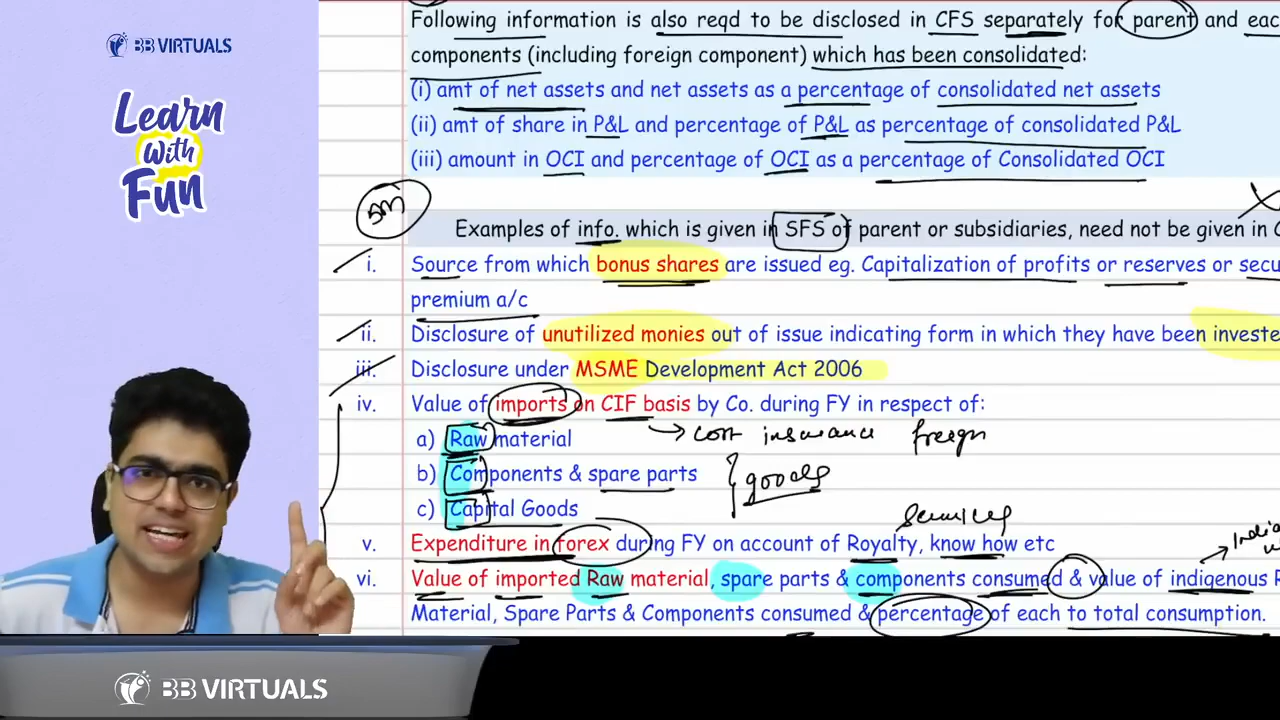 BB VIRTUALS
Learn
With
Fun
Following information is also reqd to be disclosed in CFS separately for parent and eac
components (including foreign component) which has been consolidated:
(i) amt of net assets and net assets as a percentage of consolidated net assets
(ii) amt of share in P&L and percentage of P&L as percentage of consolidated P&L
(iii) amount in OCI and percentage of OCI as a percentage of Consolidated OCI
5m
Examples of info. which is given in SFS of parent or subsidiaries, need not be given in C
i. Source from which bonus shares are issued eg. Capitalization of profits or reserves or secu
premium a/c
ii. Disclosure of unutilized monies out of issue indicating form in which they have been investe
iii. Disclosure under MSME Development Act 2006
iv. Value of imports on CIF basis by Co. during FY in respect of:
a) Raw material
cost insurance freign
b) Components & spare parts
goods
c) Capital Goods
services
v. Expenditure in forex during FY on account of Royalty, know how etc
India
vi. Value of imported Raw material, spare parts & components consumed & value of indigenous R
Material, Spare Parts & Components consumed & percentage of each to total consumption.
BB VIRTUALS